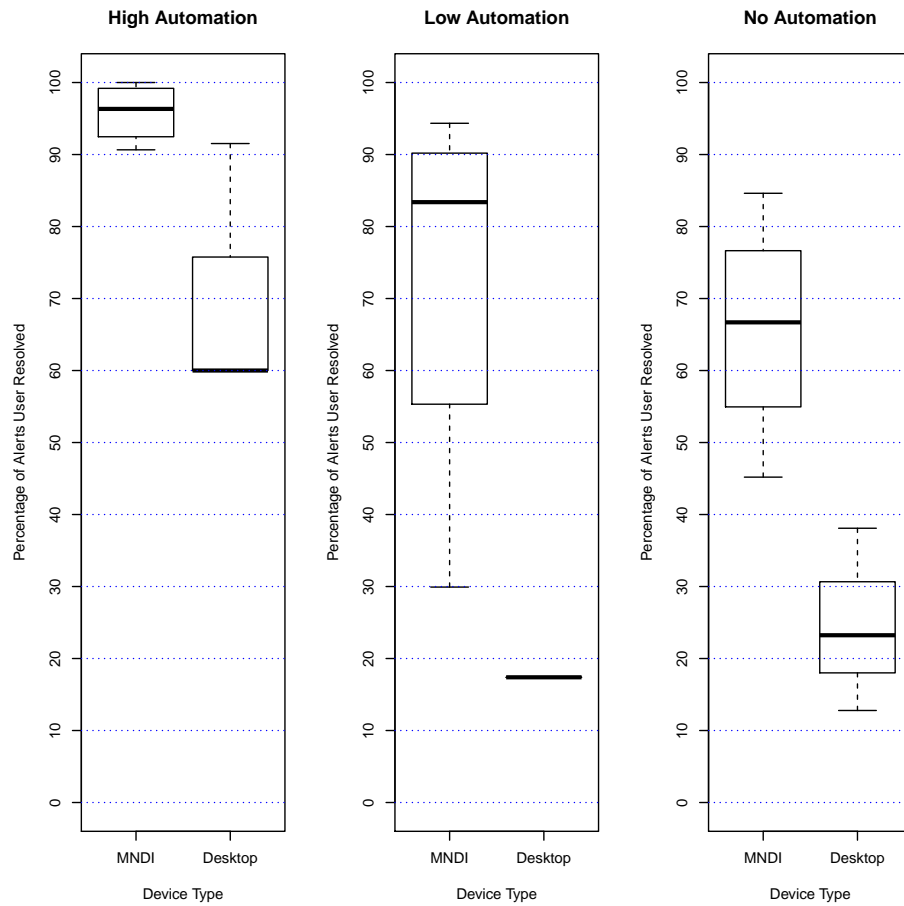 High Automation
Percentage of Alerts User Resolved
100
90
80
70
60
50
40
30
20
10
0
MNDI Desktop
Device Type
Low Automation
Percentage of Alerts User Resolved
100
90
80
70
60
50
40
30
20
10
0
MNDI Desktop
Device Type
No Automation
Percentage of Alerts User Resolved
100
90
80
70
60
50
40
30
20
10
0
MNDI Desktop
Device Type